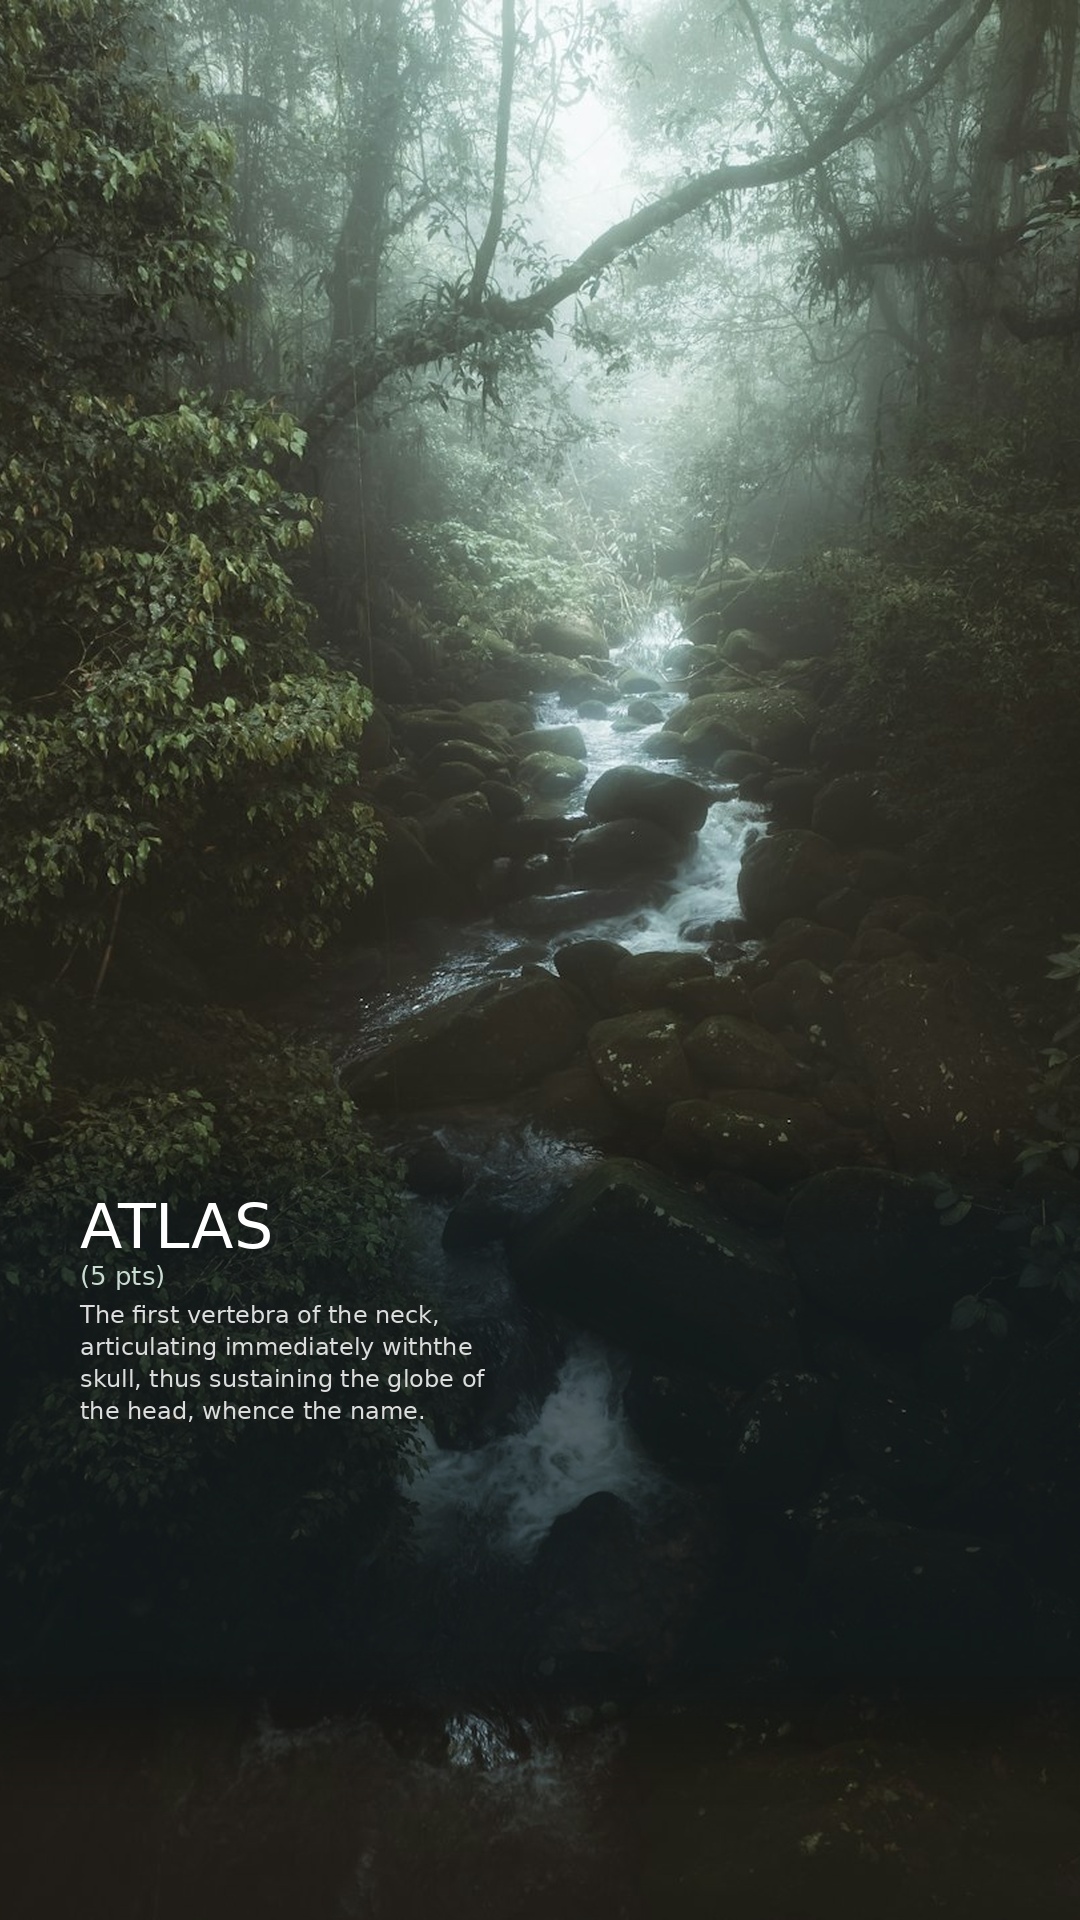 ATLAS
(5 pts)
The first vertebra of the neck,
articulating immediately withthe
skull, thus sustaining the globe of
the head, whence the name.